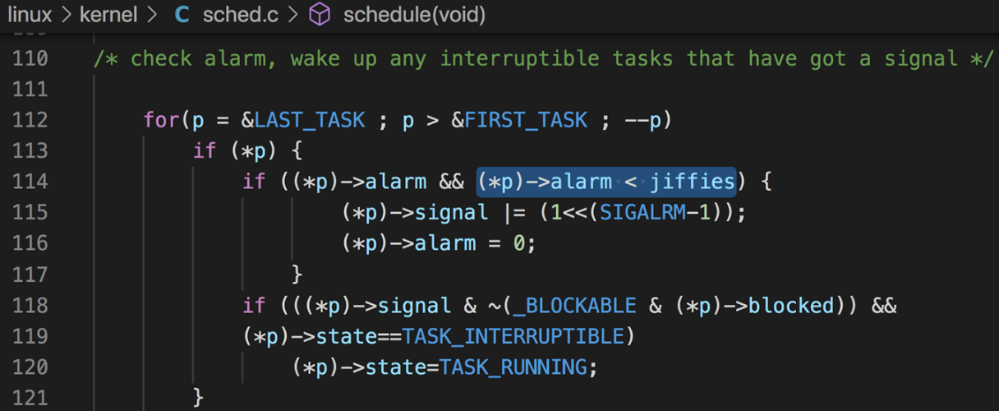 linux > kernel > C sched.c > schedule(void)
110 /* check alarm, wake up any interruptible tasks that have got a signal */
111
112 for(p = &LAST_TASK ; p > &FIRST_TASK ; --p)
113 if (*p) {
114 if ((*p)->alarm && (*p)->alarm < jiffies) {
115 (*p)->signal |= (1<<(SIGALRM-1));
116 (*p)->alarm = 0;
117 }
118 if (((*p)->signal & ~(_BLOCKABLE & (*p)->blocked)) &&
119 (*p)->state==TASK_INTERRUPTIBLE)
120 (*p)->state=TASK_RUNNING;
121 }